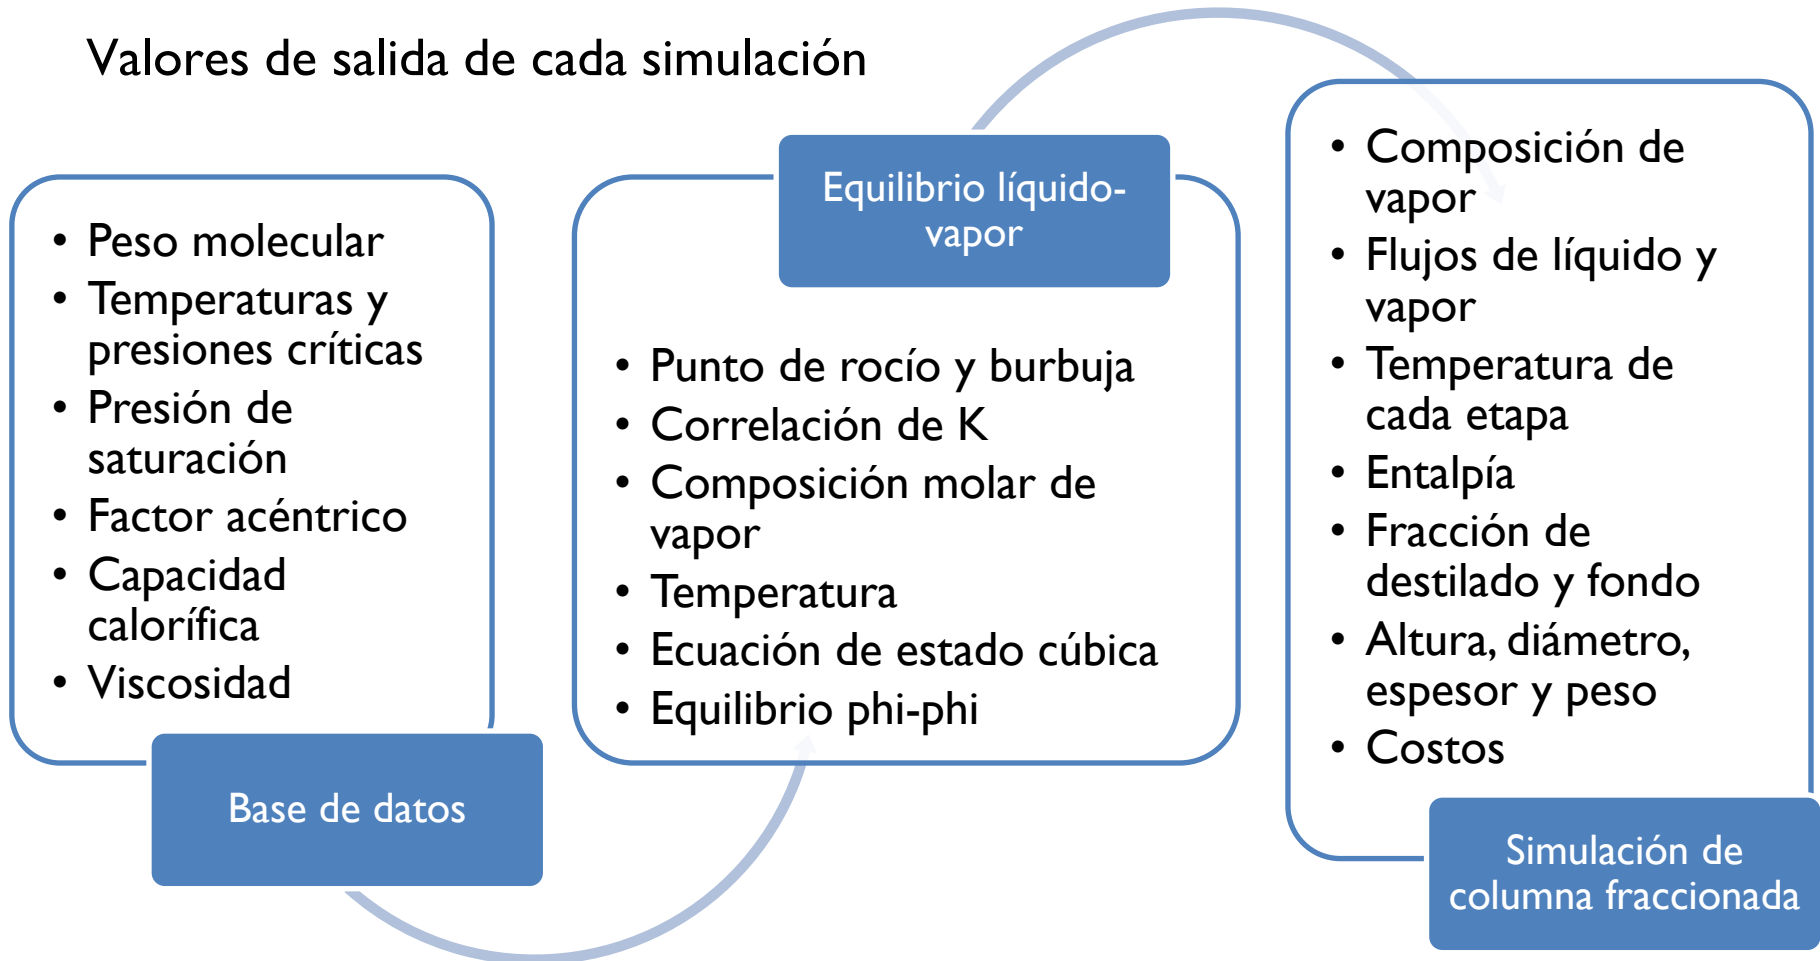 Valores de salida de cada simulación
• Peso molecular
• Temperaturas y
presiones críticas
• Presión de
saturación
• Factor acéntrico
• Capacidad
calorífica
• Viscosidad
Base de datos
Equilibrio líquido-
vapor
• Punto de rocío y burbuja
• Correlación de K
• Composición molar de
vapor
• Temperatura
• Ecuación de estado cúbica
• Equilibrio phi-phi
• Composición de
vapor
• Flujos de líquido y
vapor
• Temperatura de
cada etapa
• Entalpía
• Fracción de
destilado y fondo
• Altura, diámetro,
espesor y peso
• Costos
Simulación de
columna fraccionada